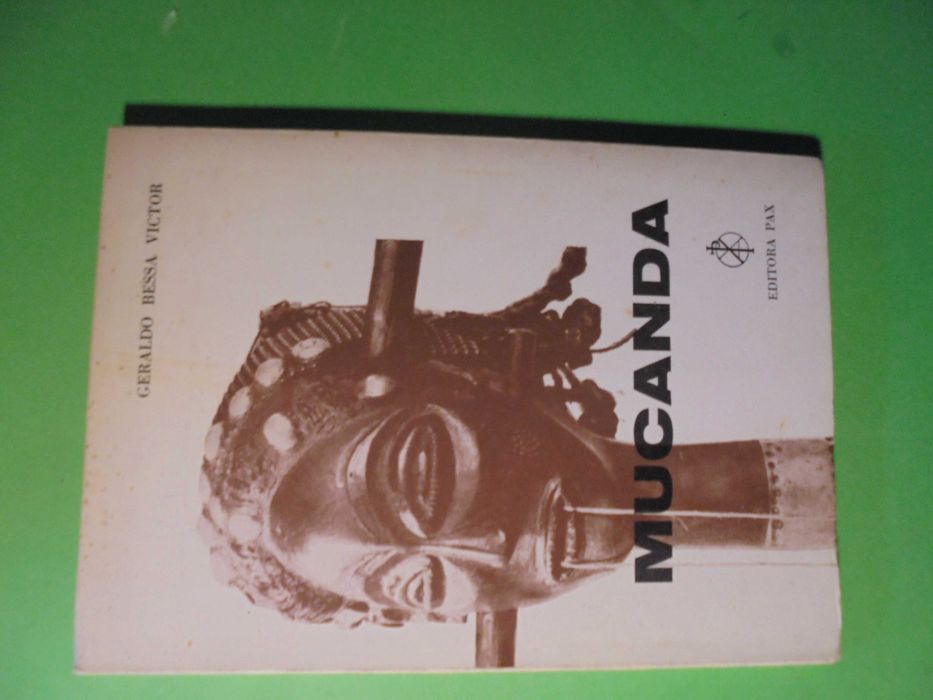 GERALDO BESSA VICTOR
MUCANDA
EDITORA PAX